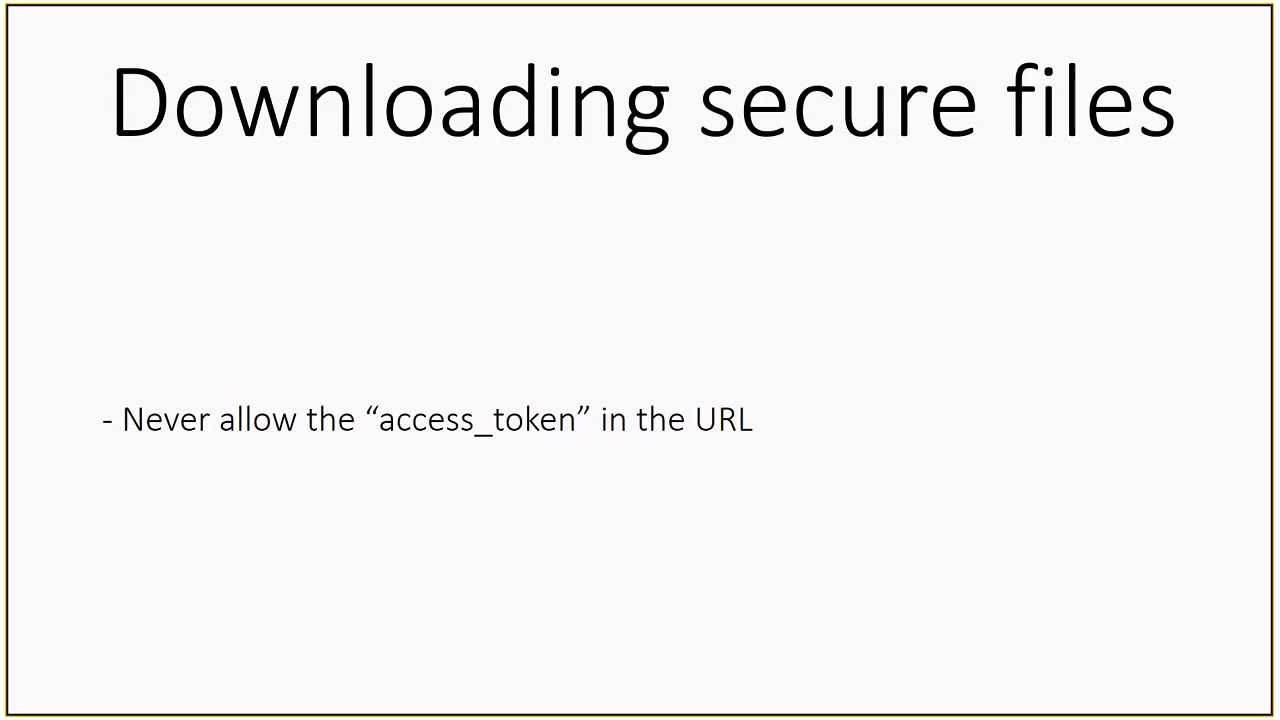 Downloading secure files
- Never allow the “access_token” in the URL